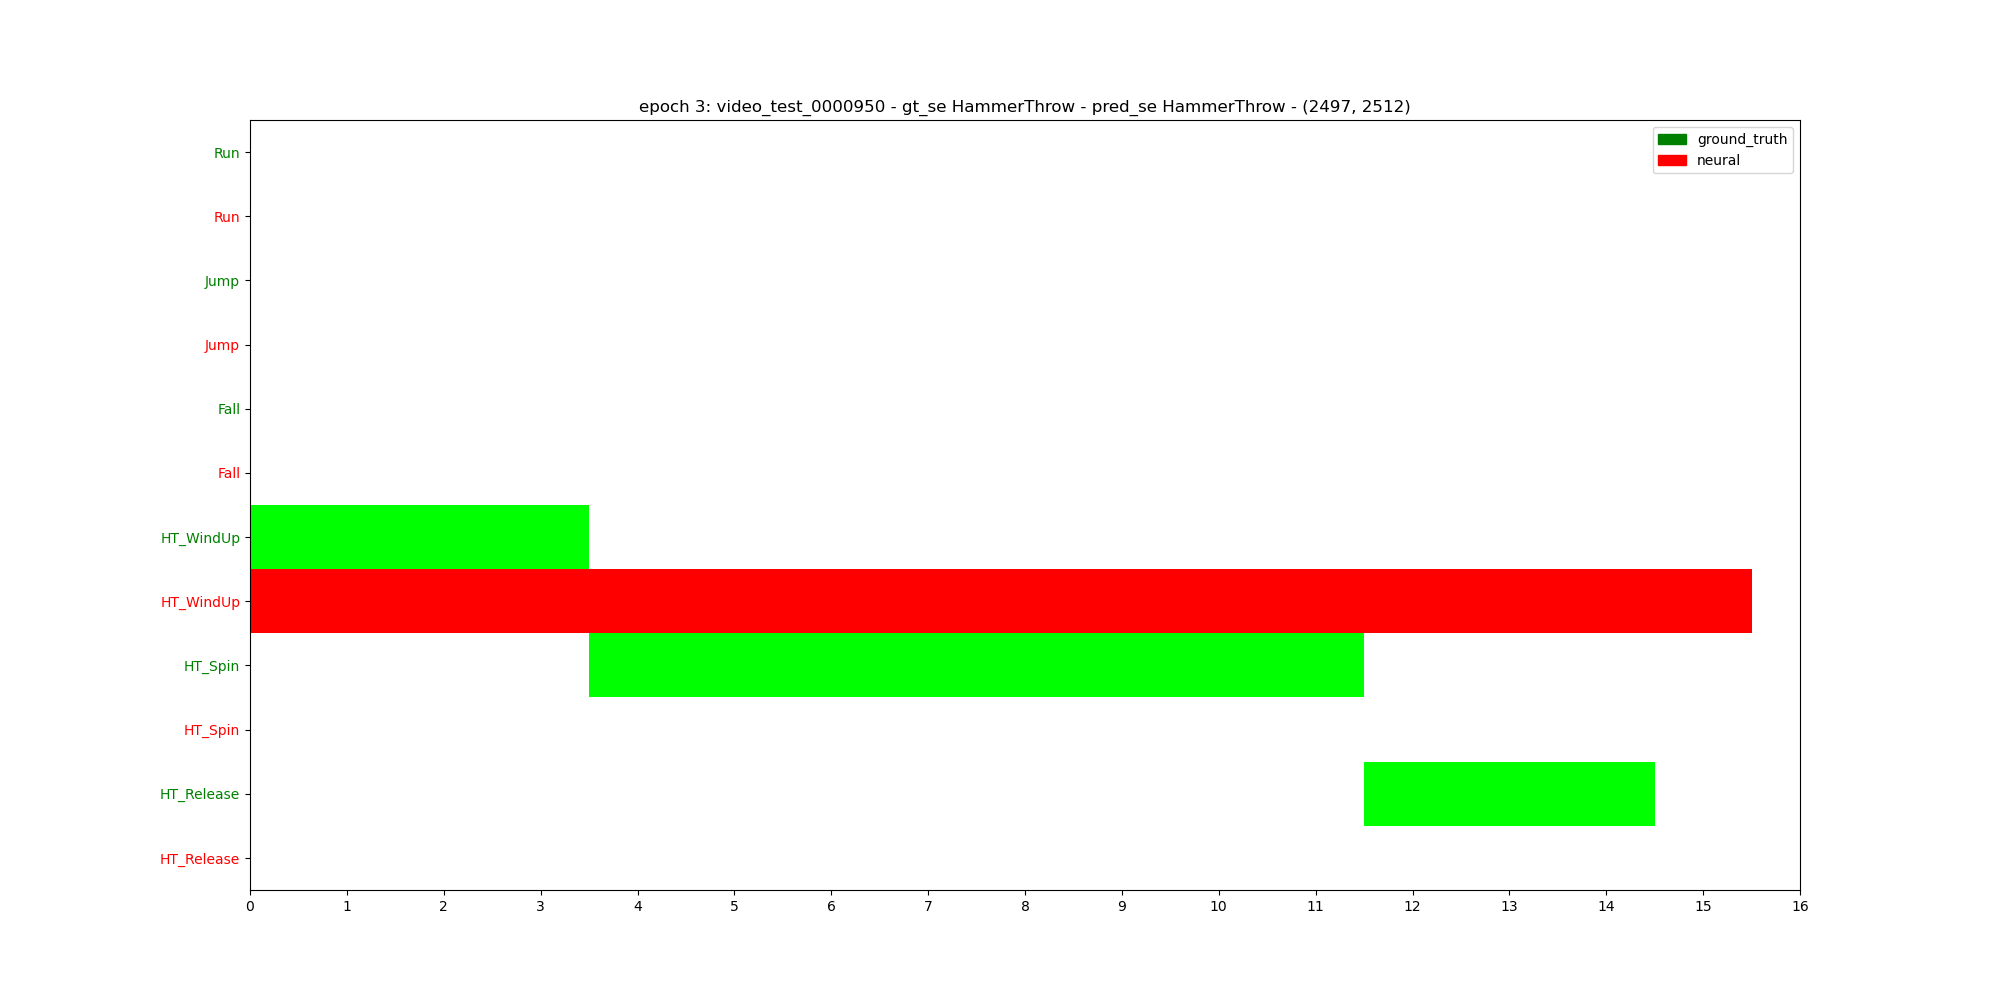 epoch 3: video_test_0000950 - gt_se HammerThrow - pred_se HammerThrow - (2497, 2512)
ground_truth
neural
Run
Run
Jump
Jump
Fall
Fall
HT_WindUp
HT_WindUp
HT_Spin
HT_Spin
HT_Release
HT_Release
0 1 2 3 4 5 6 7 8 9 10 11 12 13 14 15 16